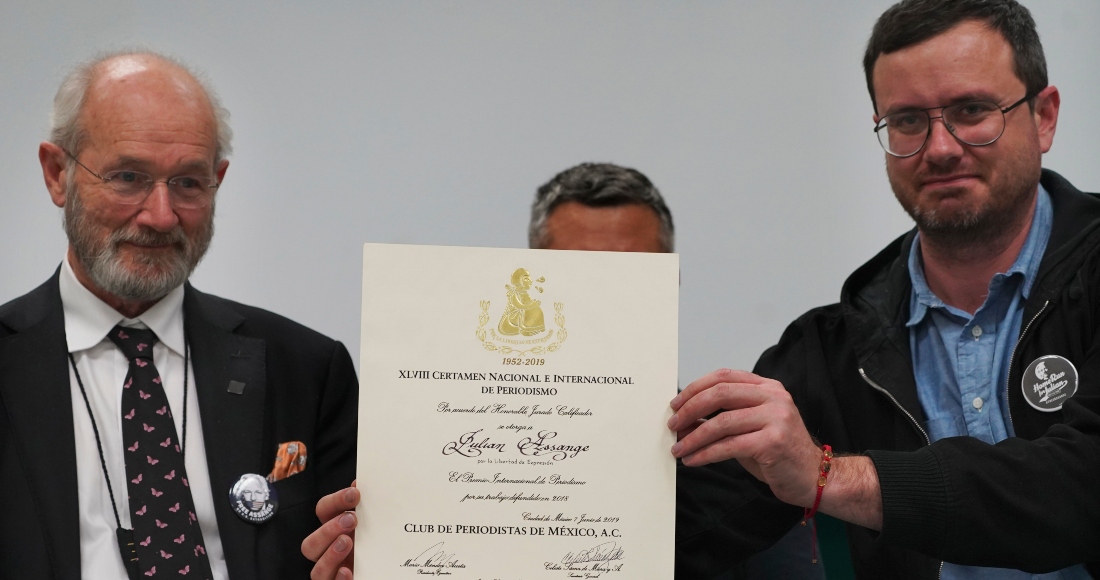 1952-2019
XLVIII CERTAMEN NACIONAL E INTERNACIONAL
DE PERIODISMO
Por acuerdo del Honorable Jurado Calificador
se otorga a
Julian Assange
por la Libertad de Expresión
El Premio Internacional de Periodismo
por su trabajo difundido en 2018
Ciudad de México 7 Junio de 2019
CLUB DE PERIODISTAS DE MÉXICO, A.C.